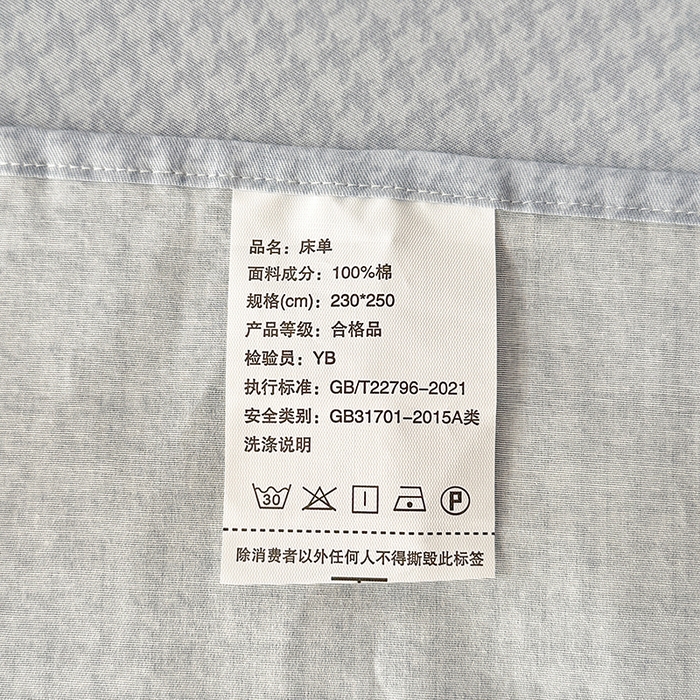 品名：床单
面料成分：100%棉
规格(cm)：230*250
产品等级：合格品
检验员：YB
执行标准：GB/T22796-2021
安全类别：GB31701-2015A类
洗涤说明
30 P
除消费者以外任何人不得撕毁此标签